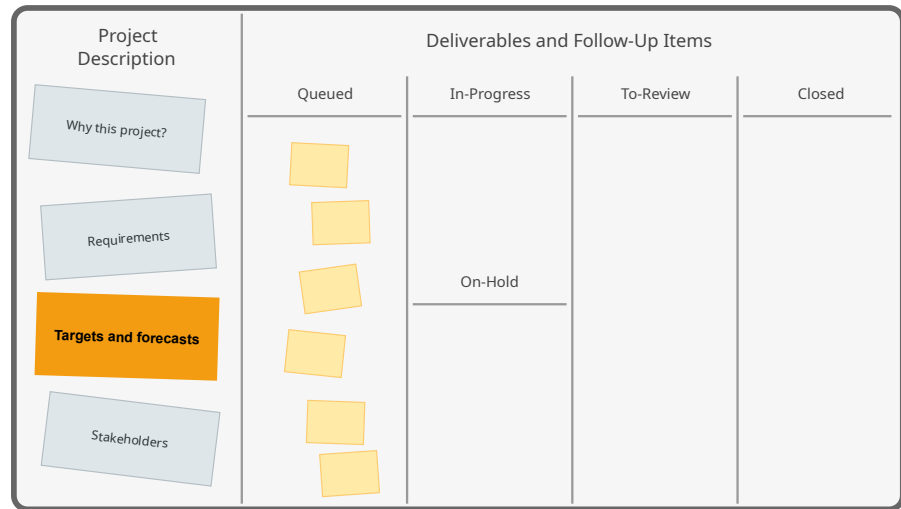 Project
Description
Deliverables and Follow-Up Items
Queued
In-Progress
To-Review
Closed
Why this project?
Requirements
On-Hold
Targets and forecasts
Stakeholders